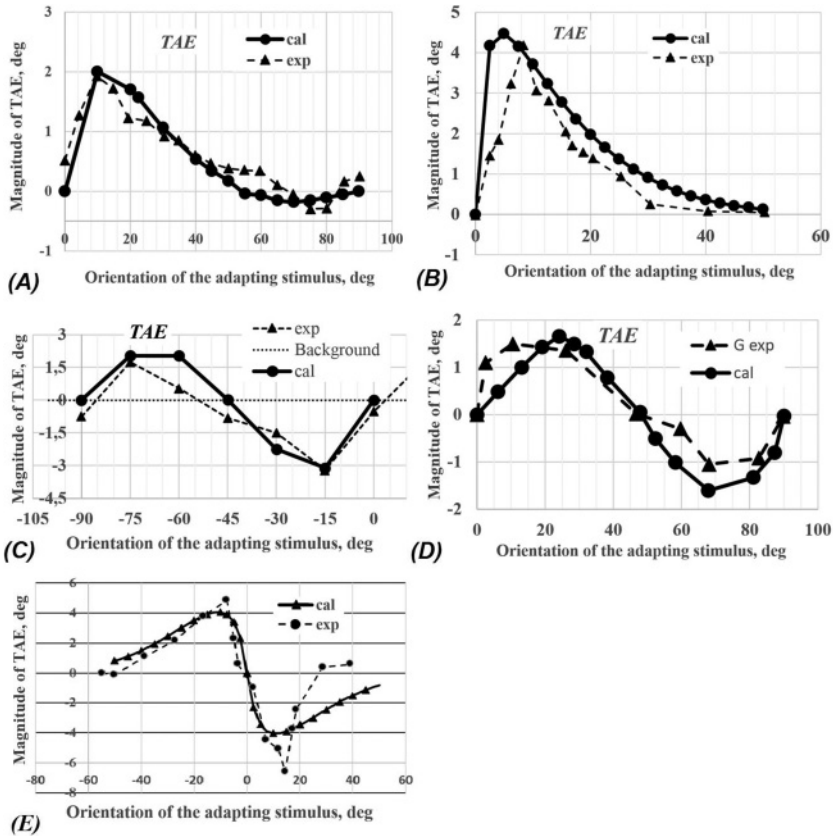 TAE
cal
exp
Magnitude of TAE, deg
3
2
1
0
-1
0 20 40 60 80 100
Orientation of the adapting stimulus, deg
(A)
TAE
cal
exp
Magnitude of TAE, deg
5
4
3
2
1
0
-1
0 20 40 60
Orientation of the adapting stimulus, deg
(B)
TAE
exp
Background
cal
Magnitude of TAE, deg
3
1,5
0
-1,5
-3
-4,5
-105 -90 -75 -60 -45 -30 -15 0
Orientation of the adapting stimulus, deg
(C)
TAE
G exp
cal
Magnitude of TAE, deg
2
1
0
-1
-2
0 20 40 60 80 100
Orientation of the adapting stimulus, deg
(D)
cal
exp
Magnitude of TAE, deg
6
4
2
0
-2
-4
-6
-8
-80 -60 -40 -20 0 20 40 60
Orientation of the adapting stimulus, deg
(E)